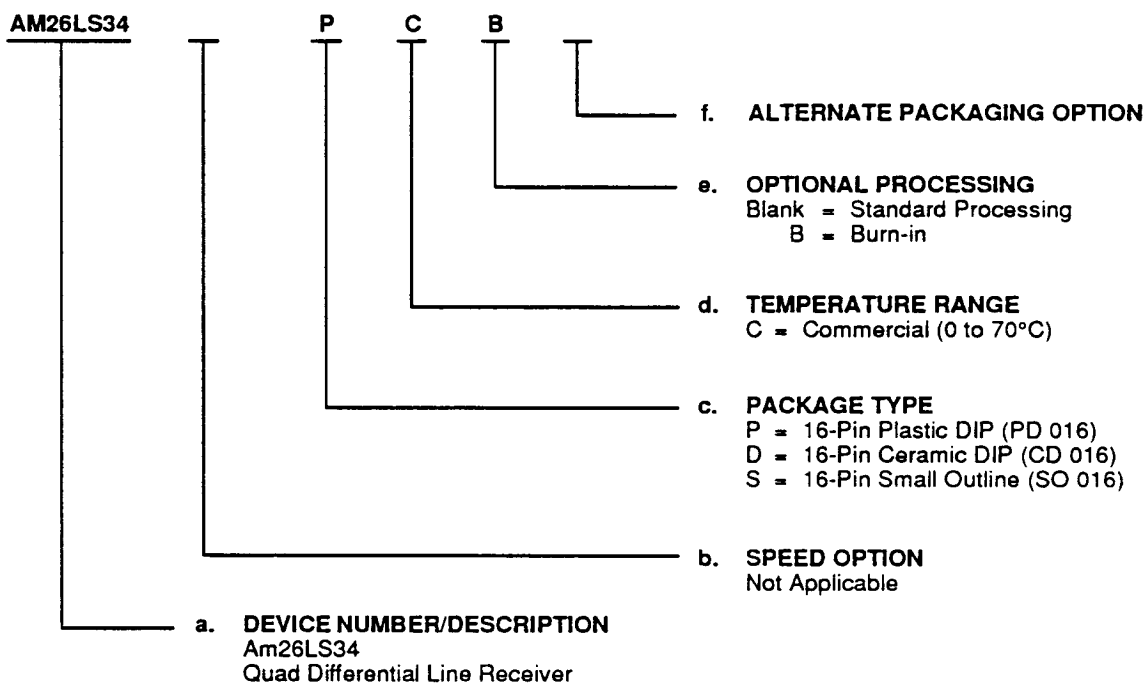 AM26LS34 P C B
f. ALTERNATE PACKAGING OPTION
e. OPTIONAL PROCESSING
Blank = Standard Processing
B = Burn-in
d. TEMPERATURE RANGE
C = Commercial (0 to 70°C)
c. PACKAGE TYPE
P = 16-Pin Plastic DIP (PD 016)
D = 16-Pin Ceramic DIP (CD 016)
S = 16-Pin Small Outline (SO 016)
b. SPEED OPTION
Not Applicable
a. DEVICE NUMBER/DESCRIPTION
Am26LS34
Quad Differential Line Receiver